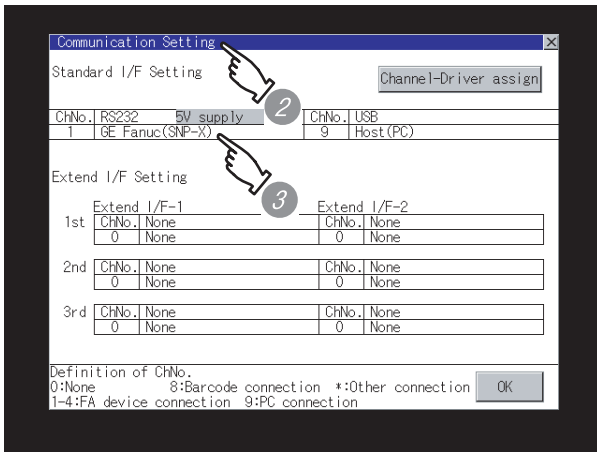 Communication Setting ×
Standard I/F Setting
Channel-Driver assign
2
ChNo. RS232 5V supply ChNo. USB
1 GE Fanuc(SNP-X) 9 Host(PC)
3
Extend I/F Setting
Extend I/F-1 Extend I/F-2
1st ChNo. None ChNo. None
0 None 0 None
2nd ChNo. None ChNo. None
0 None 0 None
3rd ChNo. None ChNo. None
0 None 0 None
Definition of ChNo.
0:None 8:Barcode connection *:Other connection OK
1-4:FA device connection 9:PC connection